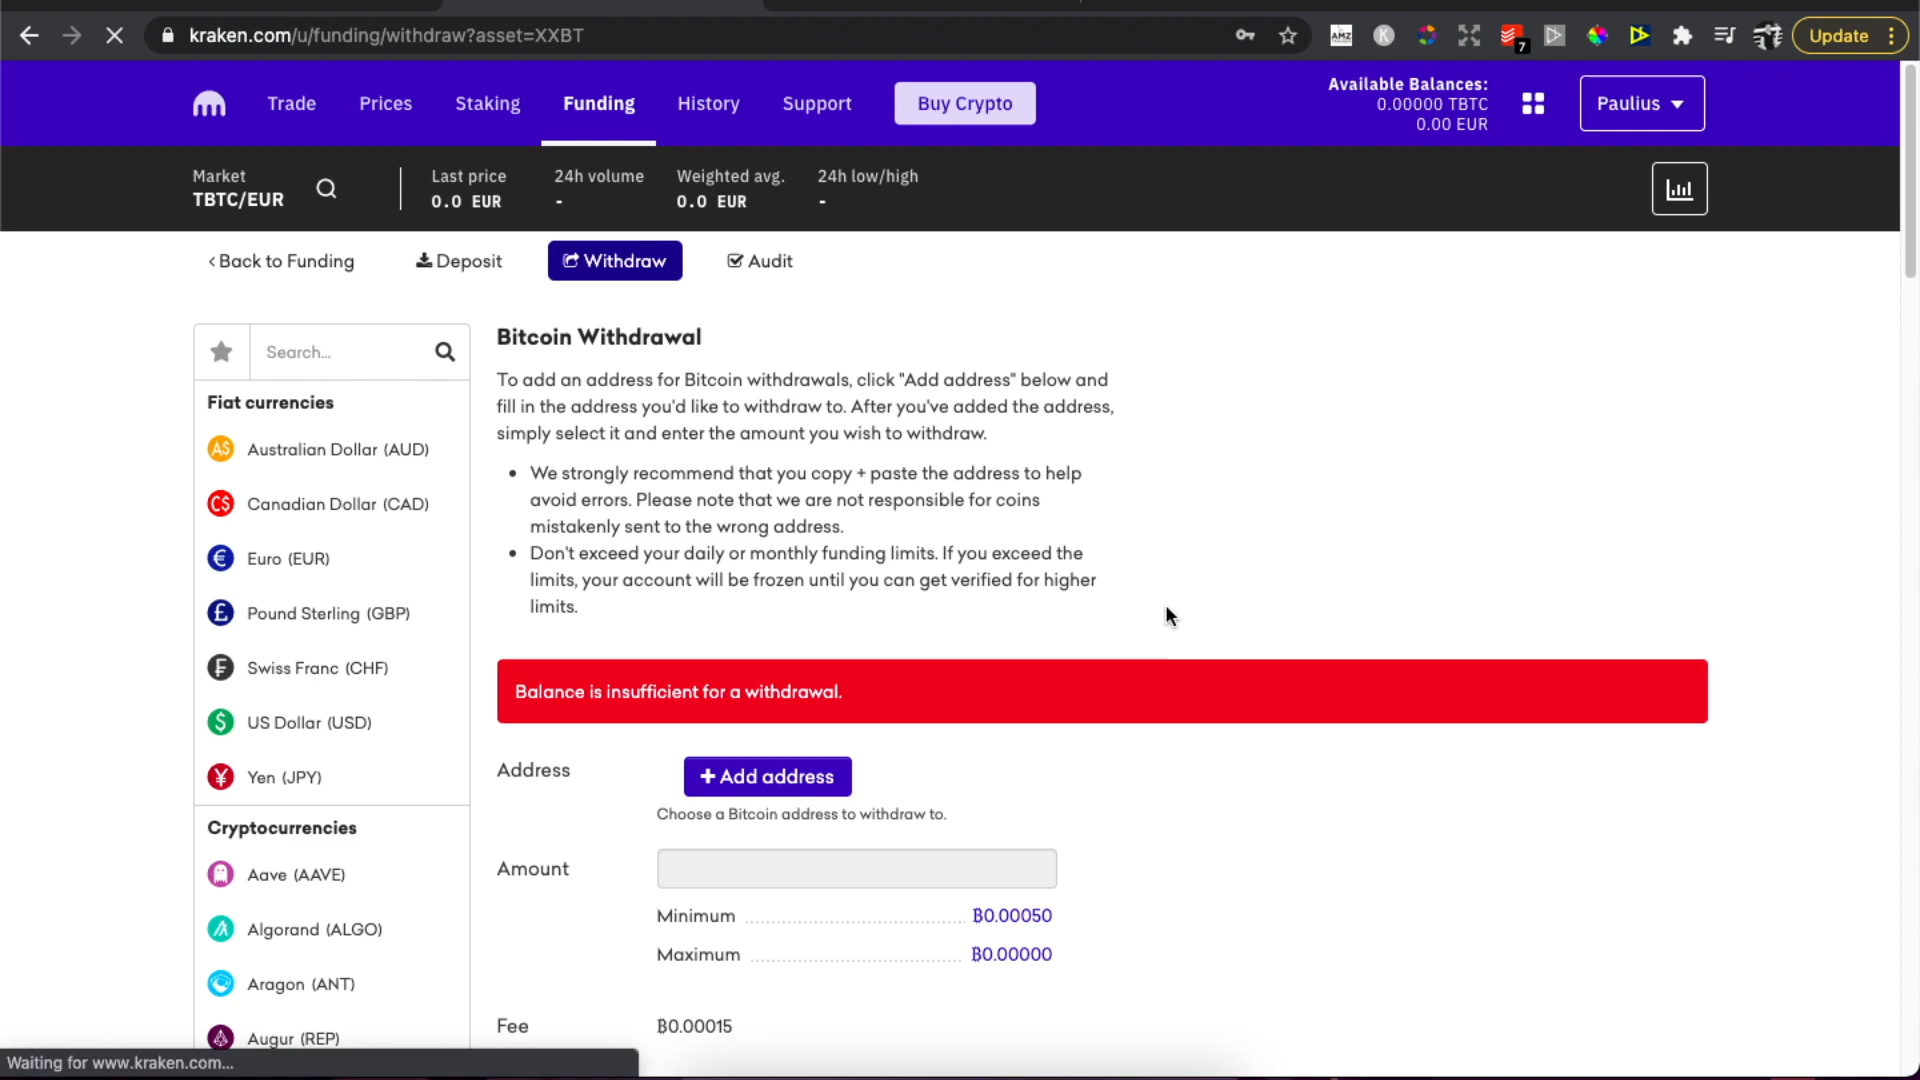 kraken.com/u/funding/withdraw?asset=XXBT
AMZ
K
7
Update
Trade
Prices
Staking
Funding
History
Support
Buy Crypto
Available Balances:
0.00000 TBTC
0.00 EUR
Paulius
Market
TBTC/EUR
Last price
0.0 EUR
24h volume
-
Weighted avg.
0.0 EUR
24h low/high
-
Back to Funding
Deposit
Withdraw
Audit
Search...
Fiat currencies
A$ Australian Dollar (AUD)
C$ Canadian Dollar (CAD)
€ Euro (EUR)
£ Pound Sterling (GBP)
₣ Swiss Franc (CHF)
$ US Dollar (USD)
¥ Yen (JPY)
Cryptocurrencies
Aave (AAVE)
Algorand (ALGO)
Aragon (ANT)
Augur (REP)
Bitcoin Withdrawal
To add an address for Bitcoin withdrawals, click "Add address" below and
fill in the address you'd like to withdraw to. After you've added the address,
simply select it and enter the amount you wish to withdraw.
• We strongly recommend that you copy + paste the address to help
avoid errors. Please note that we are not responsible for coins
mistakenly sent to the wrong address.
• Don't exceed your daily or monthly funding limits. If you exceed the
limits, your account will be frozen until you can get verified for higher
limits.
Balance is insufficient for a withdrawal.
Address
+ Add address
Choose a Bitcoin address to withdraw to.
Amount
Minimum ₿0.00050
Maximum ₿0.00000
Fee
₿0.00015
Waiting for www.kraken.com...